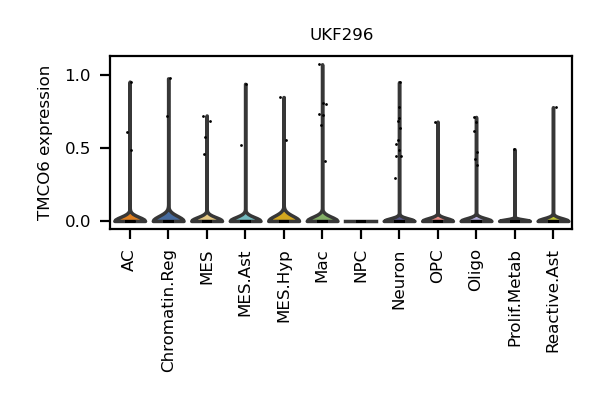 UKF296
TMCO6 expression
1.0
0.5
0.0
AC
Chromatin.Reg
MES
MES.Ast
MES.Hyp
Mac
NPC
Neuron
OPC
Oligo
Prolif.Metab
Reactive.Ast